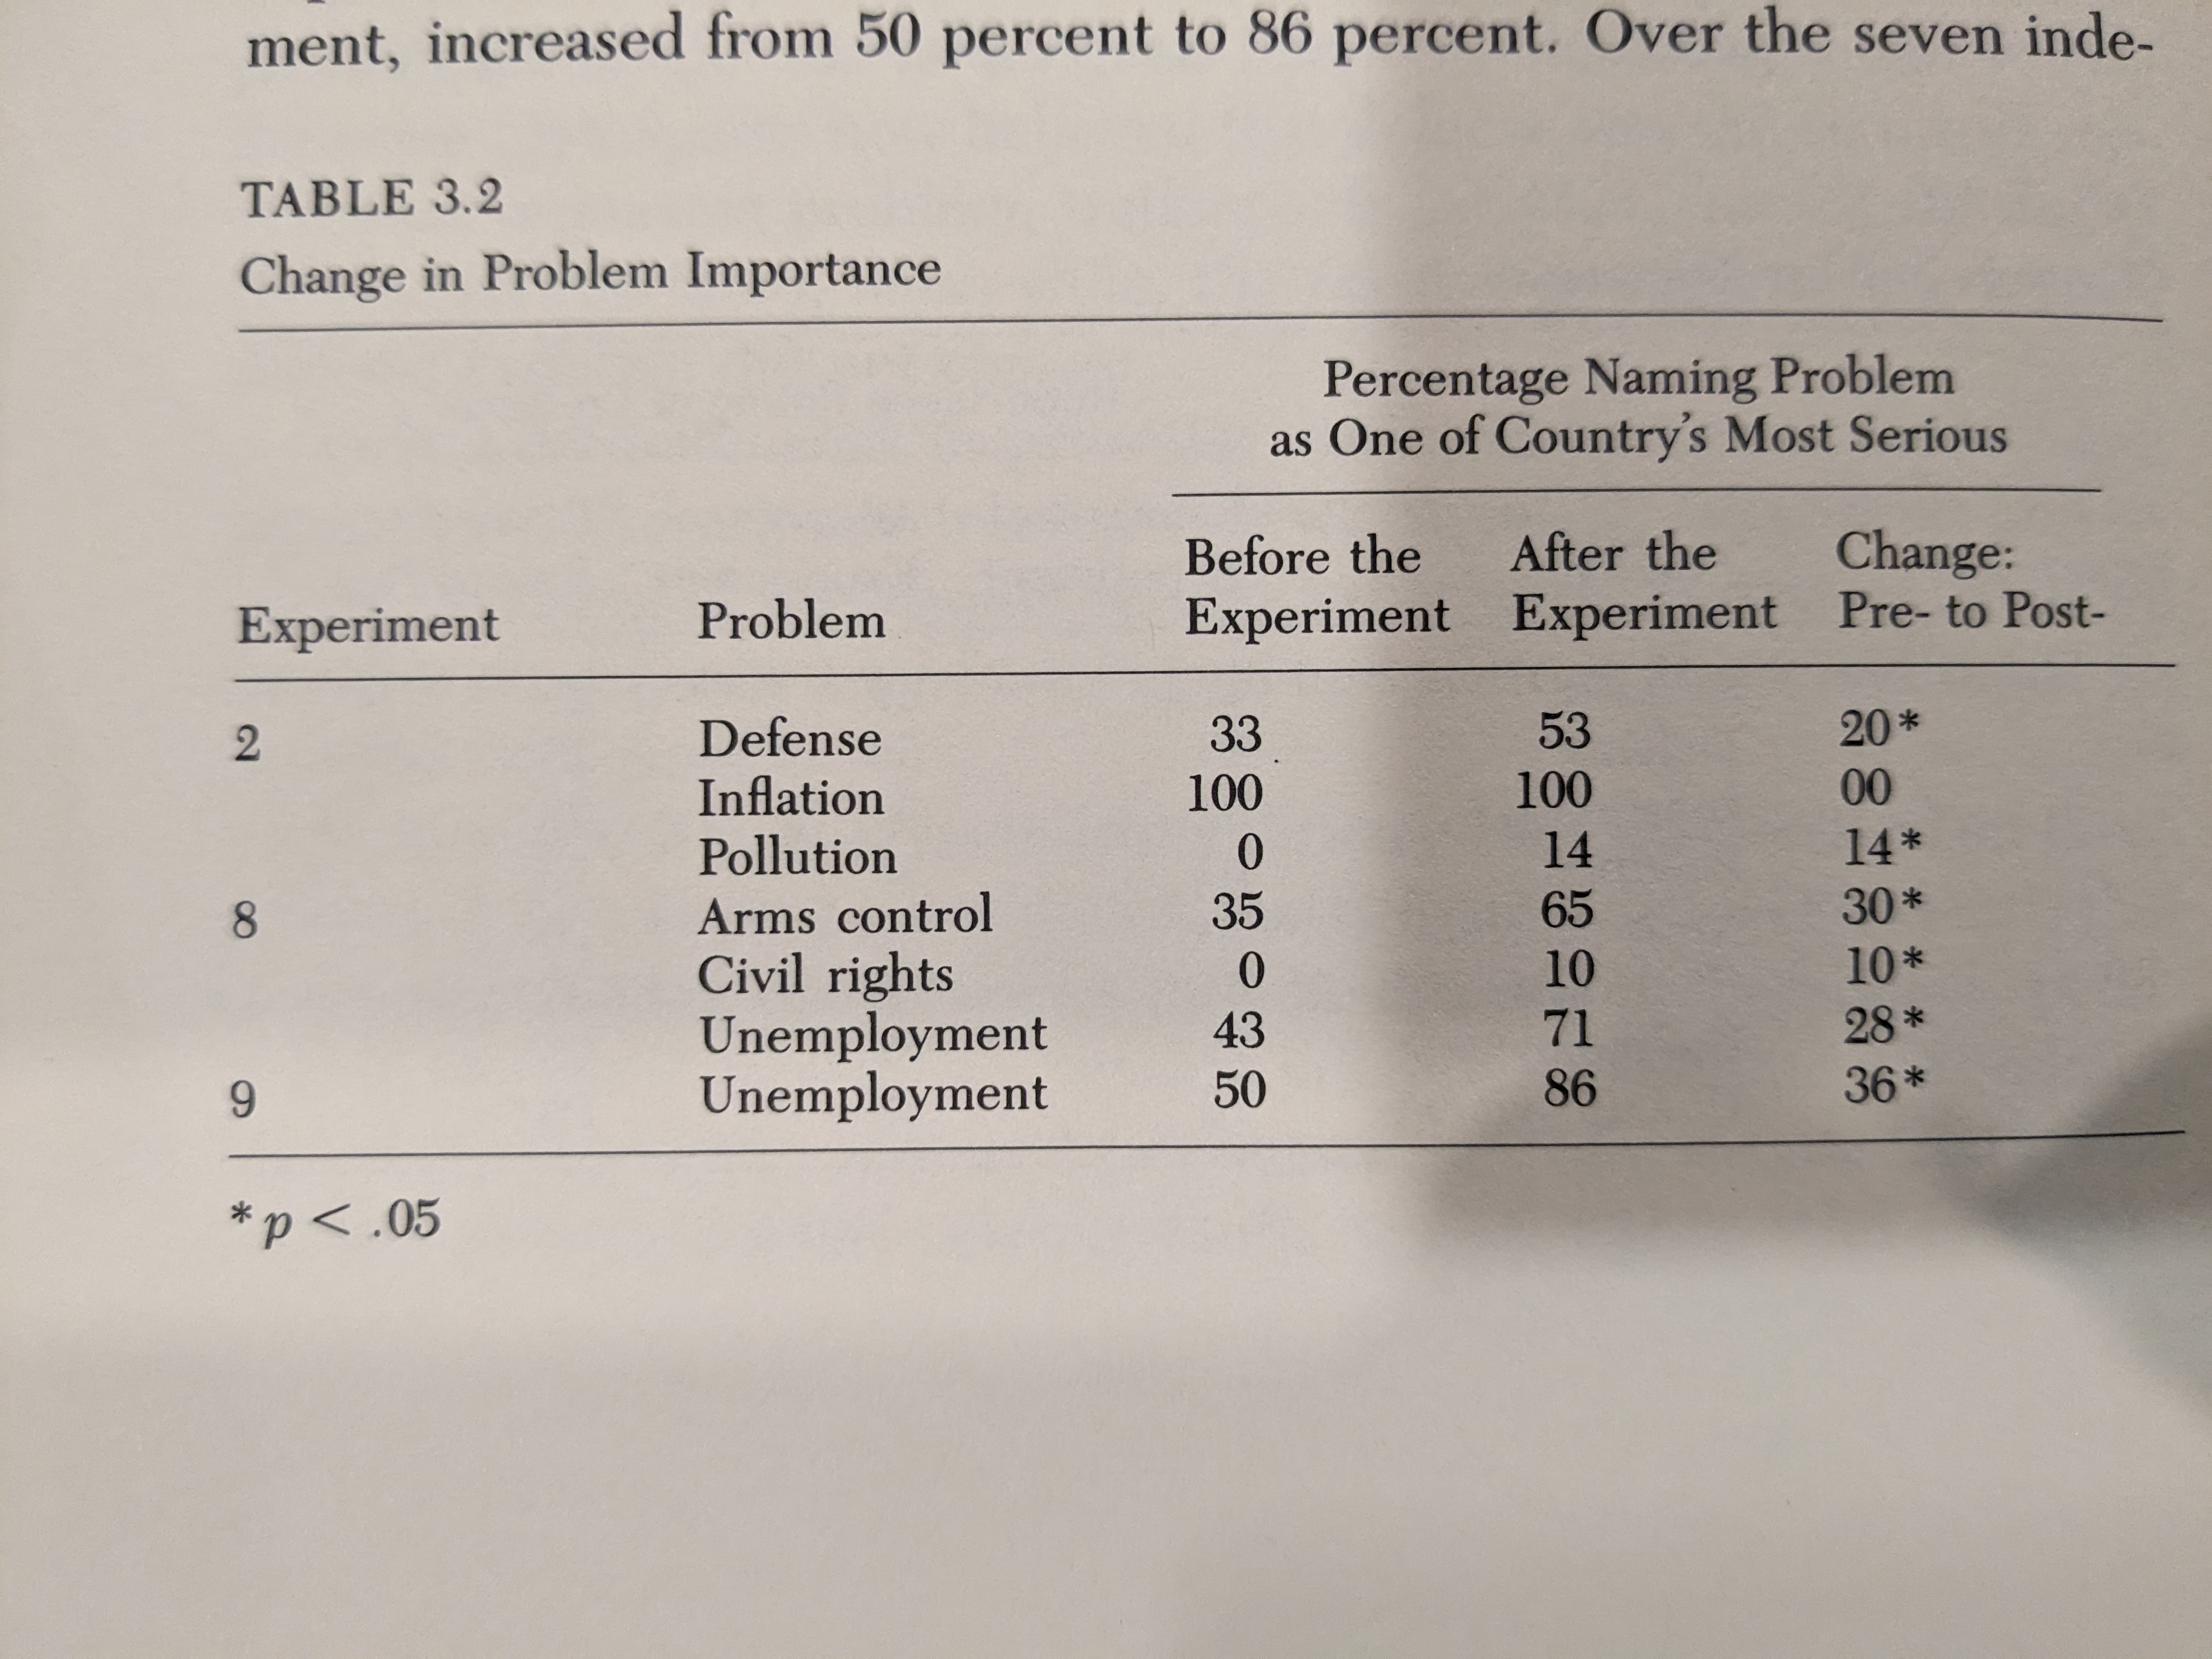 ment, increased from 50 percent to 86 percent. Over the seven inde-
TABLE 3.2
Change in Problem Importance
Percentage Naming Problem
as One of Country's Most Serious
Before the After the Change:
Experiment Problem Experiment Experiment Pre- to Post-
2 Defense 33 53 20*
Inflation 100 100 00
Pollution 0 14 14*
8 Arms control 35 65 30*
Civil rights 0 10 10*
Unemployment 43 71 28*
9 Unemployment 50 86 36*
* p < .05